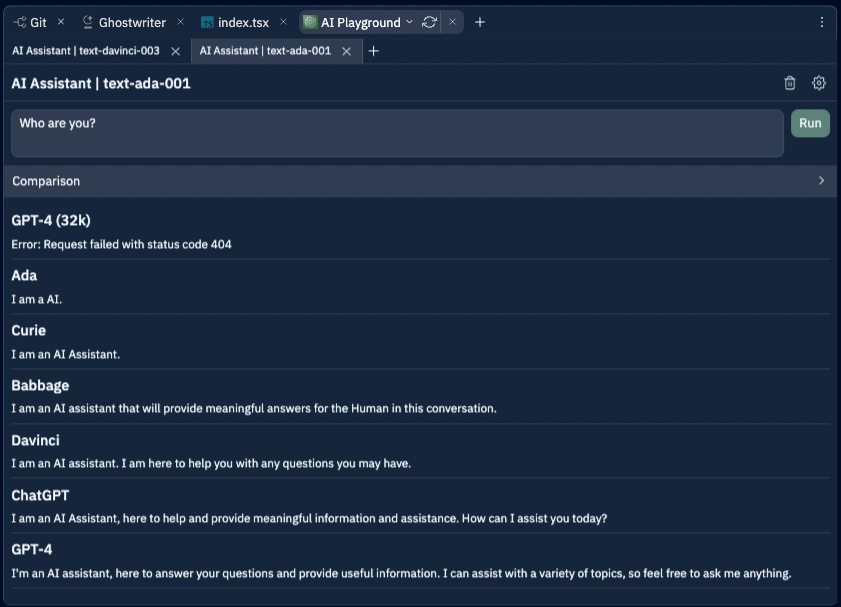 Git × Ghostwriter × index.tsx × AI Playground × +
AI Assistant | text-davinci-003 × AI Assistant | text-ada-001 × +
AI Assistant | text-ada-001
Who are you?
Run
Comparison
GPT-4 (32k)
Error: Request failed with status code 404
Ada
I am a AI.
Curie
I am an AI Assistant.
Babbage
I am an AI assistant that will provide meaningful answers for the Human in this conversation.
Davinci
I am an AI assistant. I am here to help you with any questions you may have.
ChatGPT
I am an AI Assistant, here to help and provide meaningful information and assistance. How can I assist you today?
GPT-4
I'm an AI assistant, here to answer your questions and provide useful information. I can assist with a variety of topics, so feel free to ask me anything.